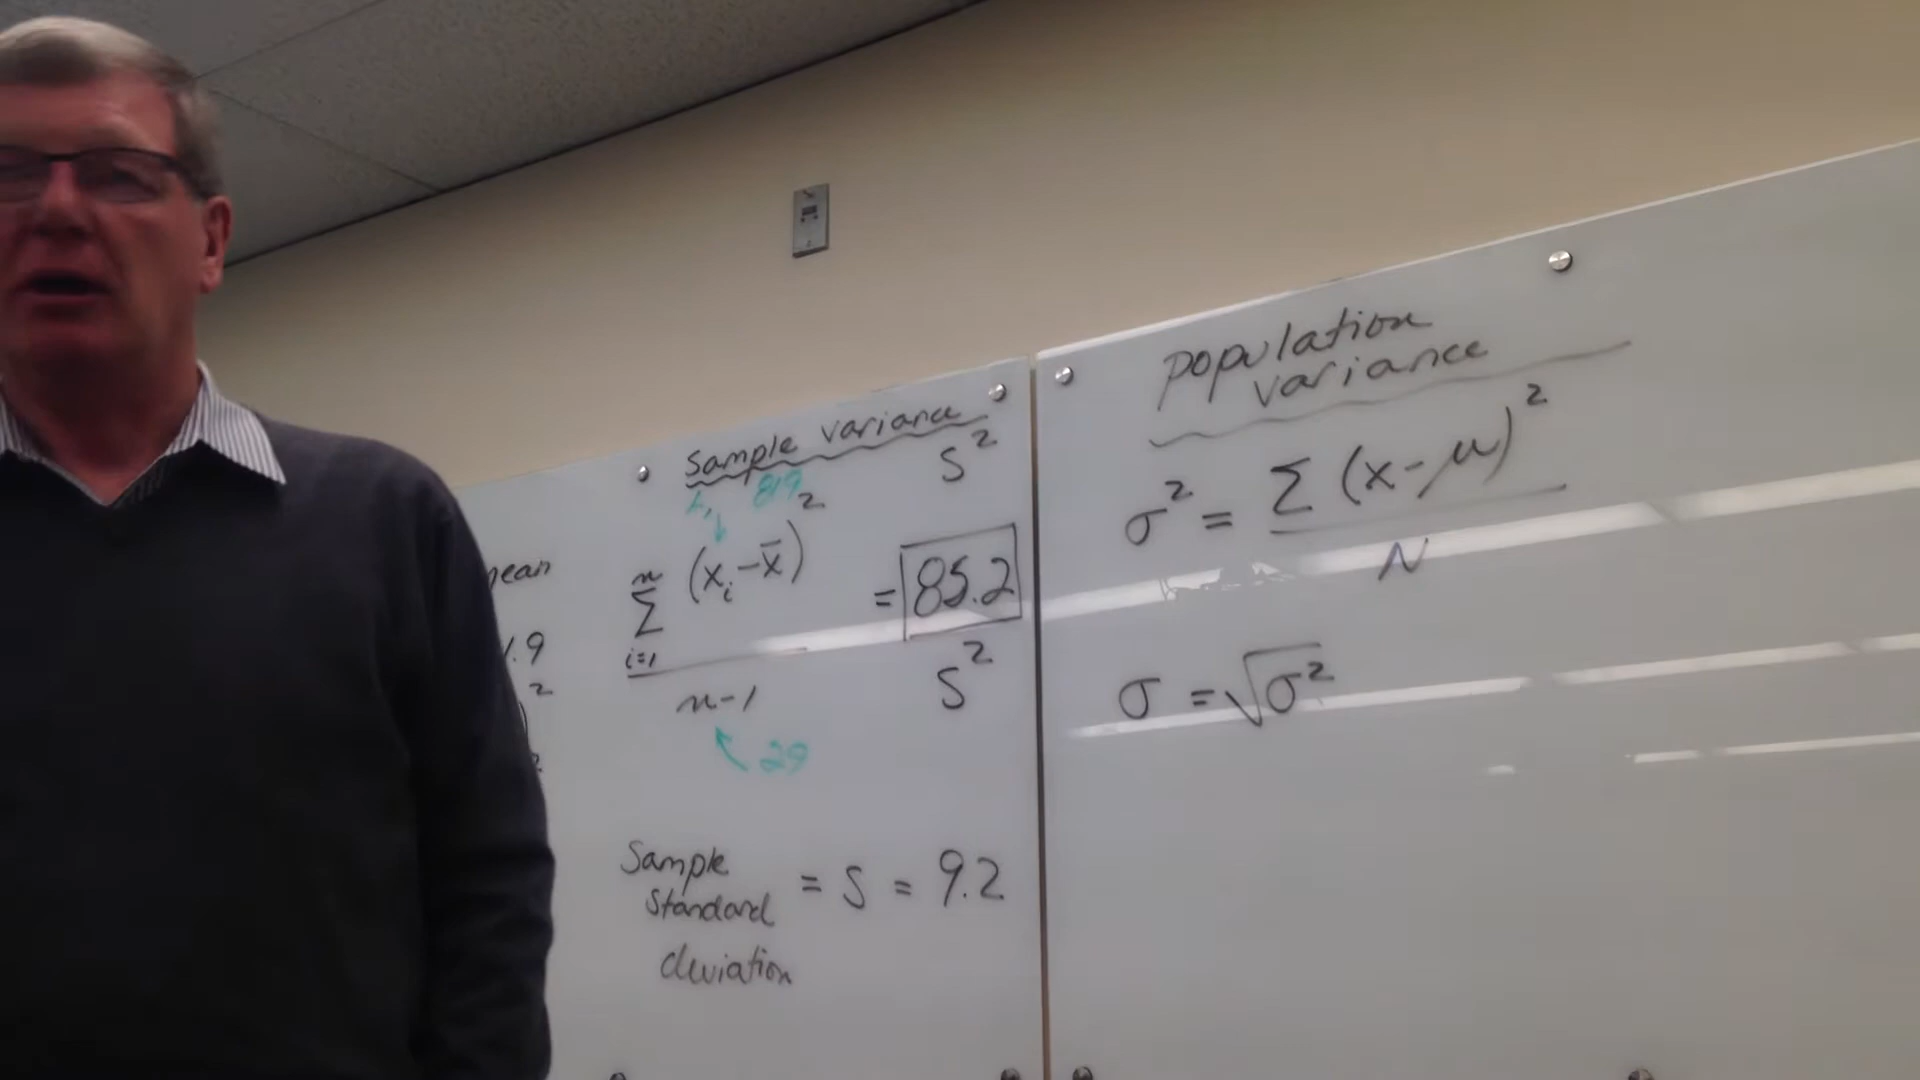 Sample variance
S²
819
n
Σ (xᵢ - x̄)²
i=1
n-1
= 85.2
S²
29
Sample
standard = S = 9.2
deviation
population
variance
σ² = Σ (x-μ)²
N
σ = √σ²